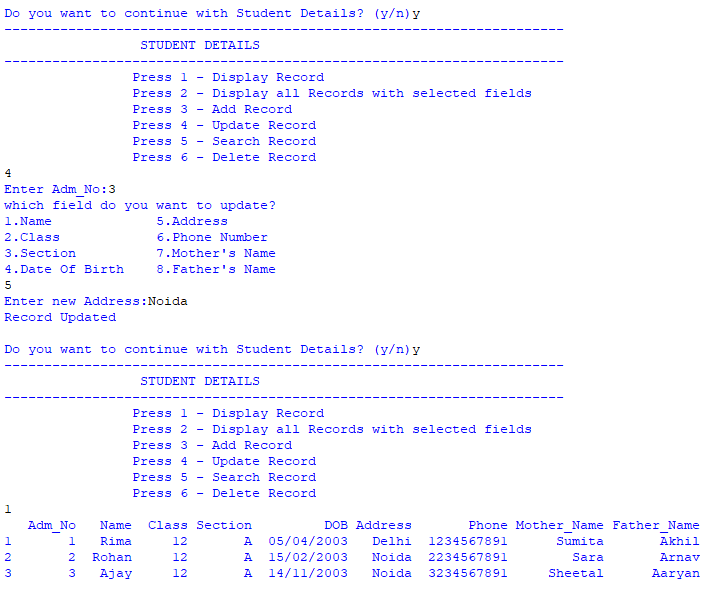 Do you want to continue with Student Details? (y/n)y
----------------------------------------------------------------------
                 STUDENT DETAILS
----------------------------------------------------------------------
                Press 1 - Display Record
                Press 2 - Display all Records with selected fields
                Press 3 - Add Record
                Press 4 - Update Record
                Press 5 - Search Record
                Press 6 - Delete Record
4
Enter Adm_No:3
which field do you want to update?
1.Name             5.Address
2.Class            6.Phone Number
3.Section          7.Mother's Name
4.Date Of Birth    8.Father's Name
5
Enter new Address:Noida
Record Updated

Do you want to continue with Student Details? (y/n)y
----------------------------------------------------------------------
                 STUDENT DETAILS
----------------------------------------------------------------------
                Press 1 - Display Record
                Press 2 - Display all Records with selected fields
                Press 3 - Add Record
                Press 4 - Update Record
                Press 5 - Search Record
                Press 6 - Delete Record
1
   Adm_No   Name  Class Section         DOB Address       Phone Mother_Name Father_Name
1       1   Rima     12       A  05/04/2003   Delhi  1234567891      Sumita       Akhil
2       2  Rohan     12       A  15/02/2003   Noida  2234567891        Sara       Arnav
3       3   Ajay     12       A  14/11/2003   Noida  3234567891     Sheetal      Aaryan